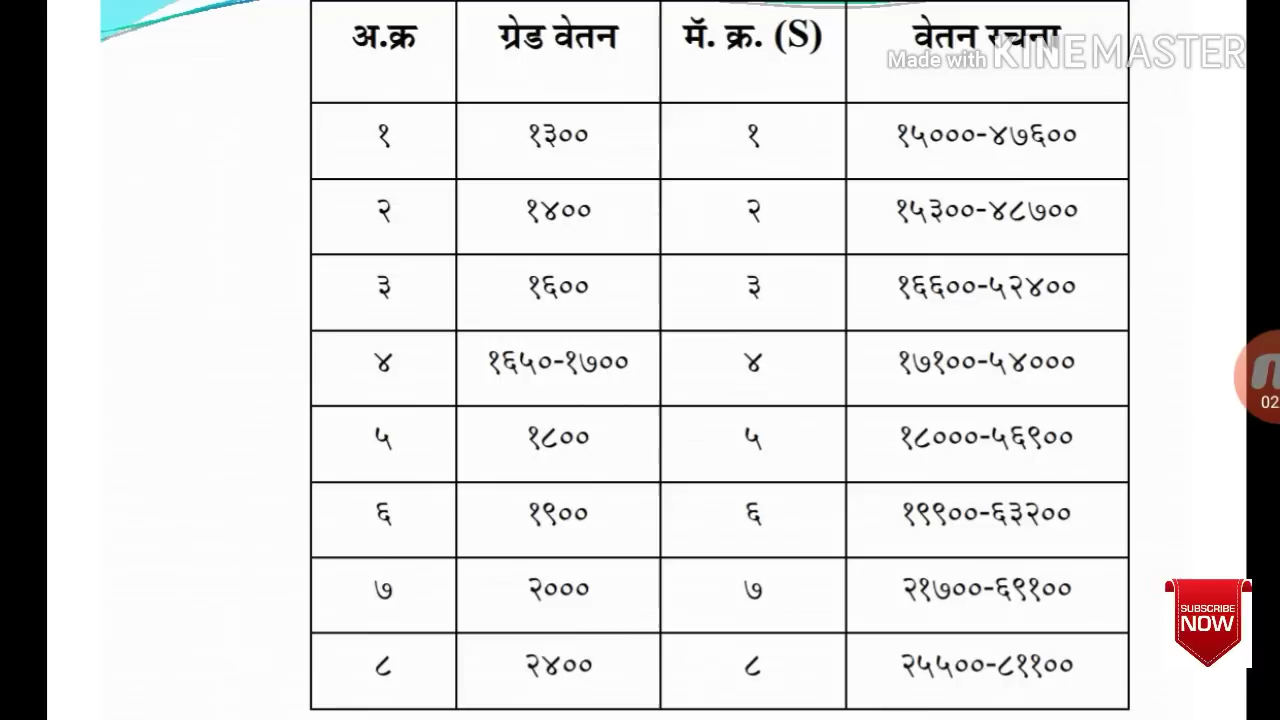 अ.क्र ग्रेड वेतन मॅ. क्र. (S) वेतन रचना
Made with KINEMASTER
१ १३०० १ १५०००-४७६००
२ १४०० २ १५३००-४८७००
३ १६०० ३ १६६००-५२४००
४ १६५०-१७०० ४ १७१००-५४०००
02
५ १८०० ५ १८०००-५६९००
६ १९०० ६ १९९००-६३२००
७ २००० ७ २१७००-६९१००
SUBSCRIBE
NOW
८ २४०० ८ २५५००-८११००